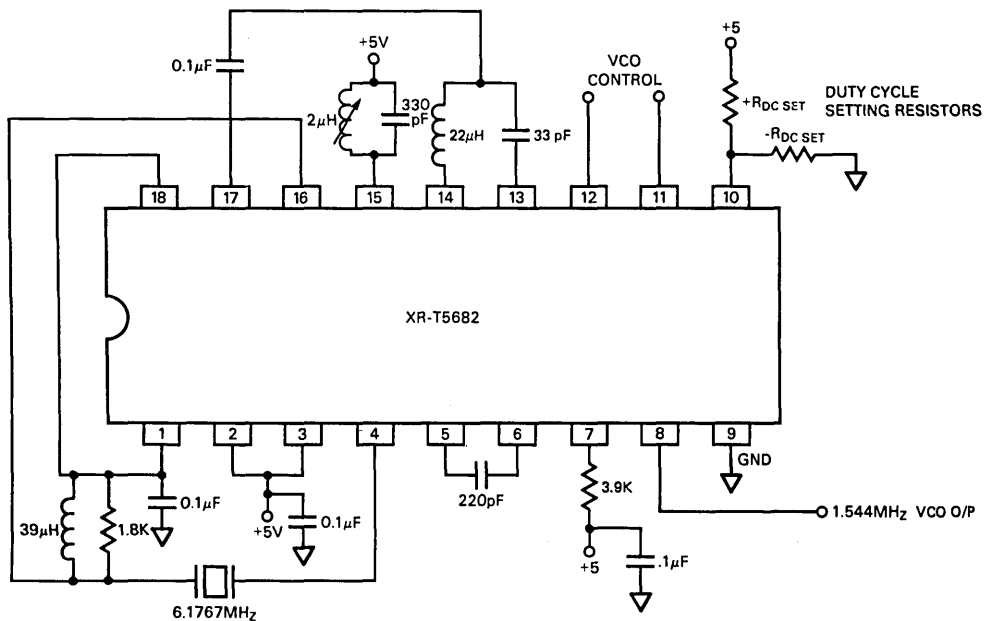 +5
+5V
VCO
CONTROL
0.1µF
DUTY CYCLE
SETTING RESISTORS
+RDC SET
2µH
330
pF
22µH
33 pF
-RDC SET
18
17
16
15
14
13
12
11
10
XR-T5682
1
2
3
4
5
6
7
8
9
GND
0.1µF
220pF
3.9K
39µH
1.8K
+5V
0.1µF
1.544MHz VCO O/P
+5
.1µF
6.1767MHz